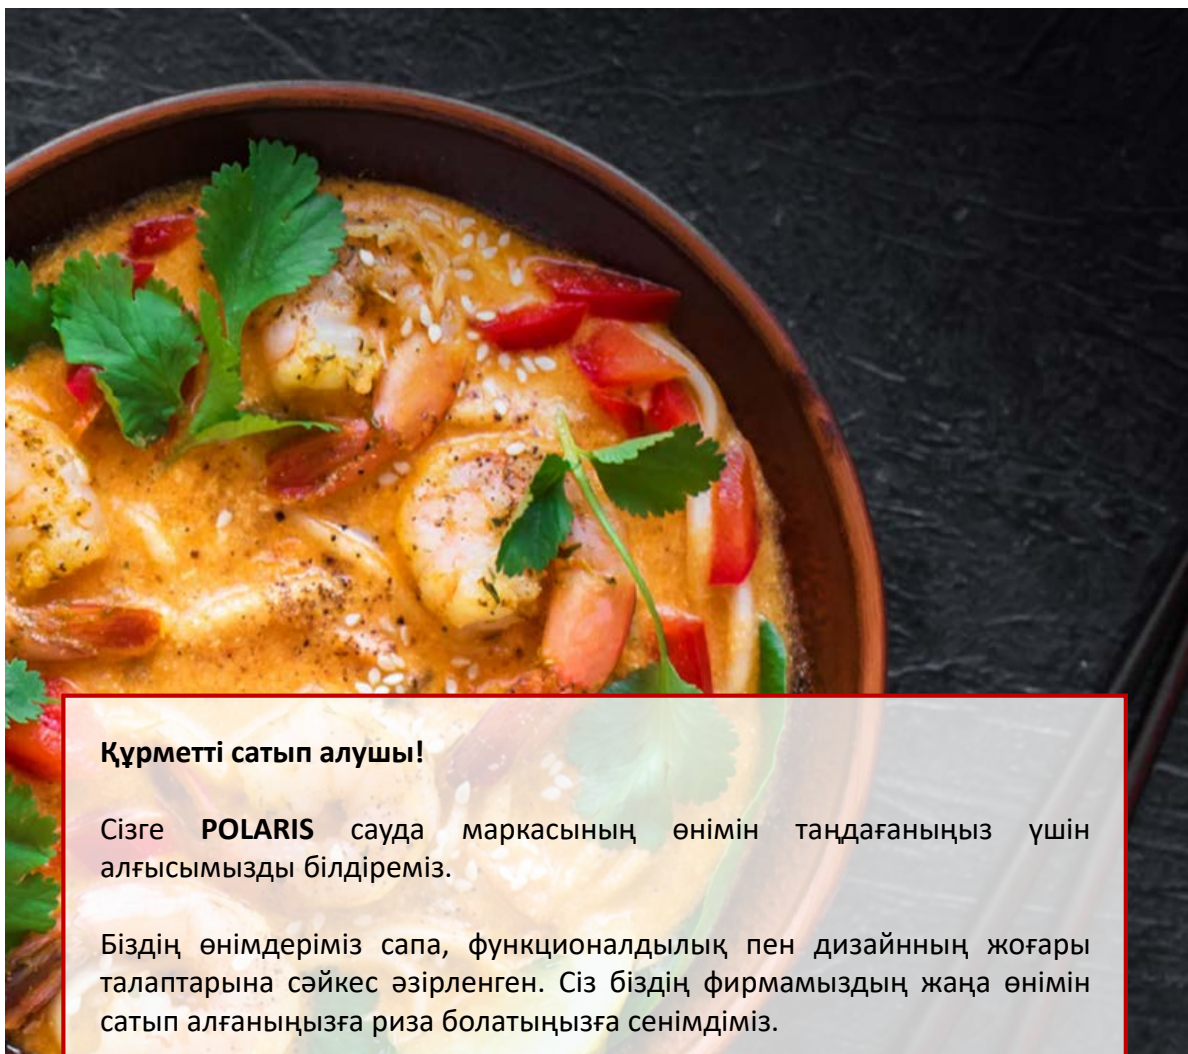 Құрметті сатып алушы!
Сізге POLARIS сауда маркасының өнімін таңдағаныңыз үшін
алғысымызды білдіреміз.
Біздің өнімдеріміз сапа, функционалдылық пен дизайнның жоғары
талаптарына сәйкес әзірленген. Сіз біздің фирмамыздың жаңа өнімін
сатып алғаныңызға риза болатыңызға сенімдіміз.